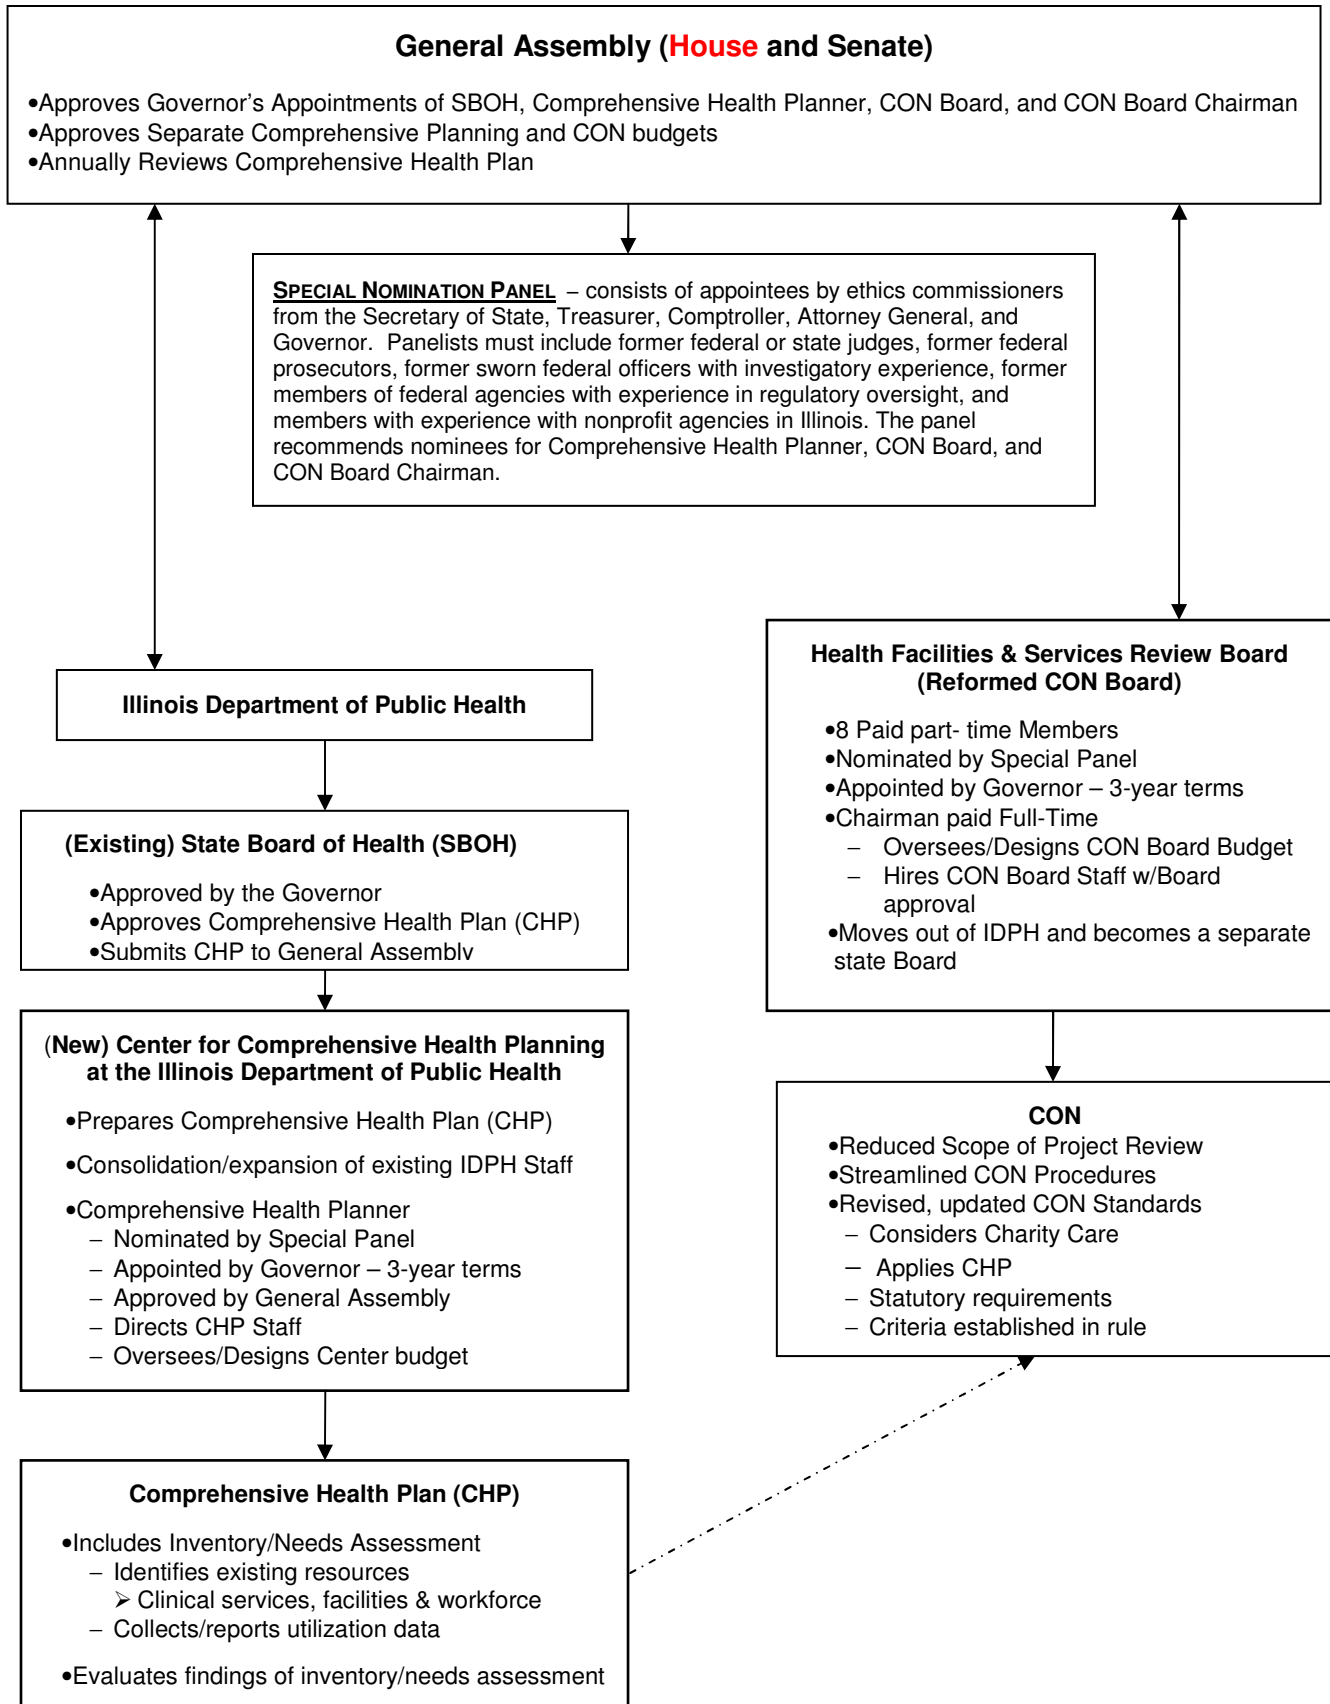 General Assembly (House and Senate)
•Approves Governor’s Appointments of SBOH, Comprehensive Health Planner, CON Board, and CON Board Chairman
•Approves Separate Comprehensive Planning and CON budgets
•Annually Reviews Comprehensive Health Plan
SPECIAL NOMINATION PANEL – consists of appointees by ethics commissioners
from the Secretary of State, Treasurer, Comptroller, Attorney General, and
Governor. Panelists must include former federal or state judges, former federal
prosecutors, former sworn federal officers with investigatory experience, former
members of federal agencies with experience in regulatory oversight, and
members with experience with nonprofit agencies in Illinois. The panel
recommends nominees for Comprehensive Health Planner, CON Board, and
CON Board Chairman.
Illinois Department of Public Health
(Existing) State Board of Health (SBOH)
•Approved by the Governor
•Approves Comprehensive Health Plan (CHP)
•Submits CHP to General Assembly
(New) Center for Comprehensive Health Planning
at the Illinois Department of Public Health
•Prepares Comprehensive Health Plan (CHP)
•Consolidation/expansion of existing IDPH Staff
•Comprehensive Health Planner
– Nominated by Special Panel
– Appointed by Governor – 3-year terms
– Approved by General Assembly
– Directs CHP Staff
– Oversees/Designs Center budget
Comprehensive Health Plan (CHP)
•Includes Inventory/Needs Assessment
– Identifies existing resources
➢ Clinical services, facilities & workforce
– Collects/reports utilization data
•Evaluates findings of inventory/needs assessment
Health Facilities & Services Review Board
(Reformed CON Board)
•8 Paid part- time Members
•Nominated by Special Panel
•Appointed by Governor – 3-year terms
•Chairman paid Full-Time
– Oversees/Designs CON Board Budget
– Hires CON Board Staff w/Board
approval
•Moves out of IDPH and becomes a separate
state Board
CON
•Reduced Scope of Project Review
•Streamlined CON Procedures
•Revised, updated CON Standards
– Considers Charity Care
– Applies CHP
– Statutory requirements
– Criteria established in rule